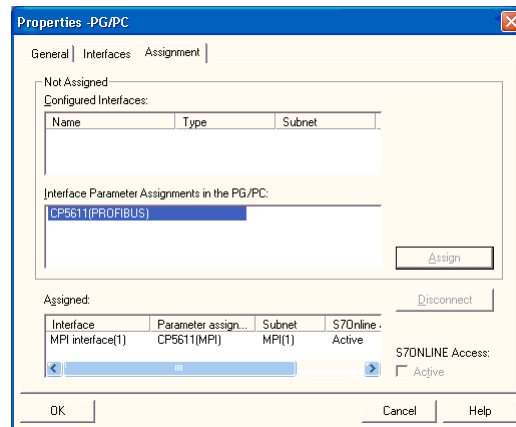 Properties -PG/PC
General Interfaces Assignment
Not Assigned
Configured Interfaces:
Name Type Subnet
Interface Parameter Assignments in the PG/PC:
CP5611(PROFIBUS)
Assign
Assigned:
Disconnect
Interface Parameter assign... Subnet S7Online
MPI interface(1) CP5611(MPI) MPI(1) Active
S7ONLINE Access:
Active
OK Cancel Help